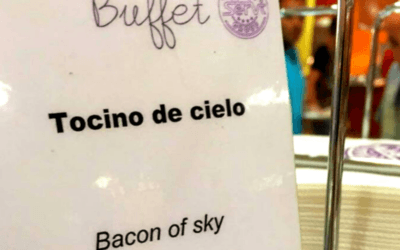 Buffet
Tocino de cielo
Bacon of sky